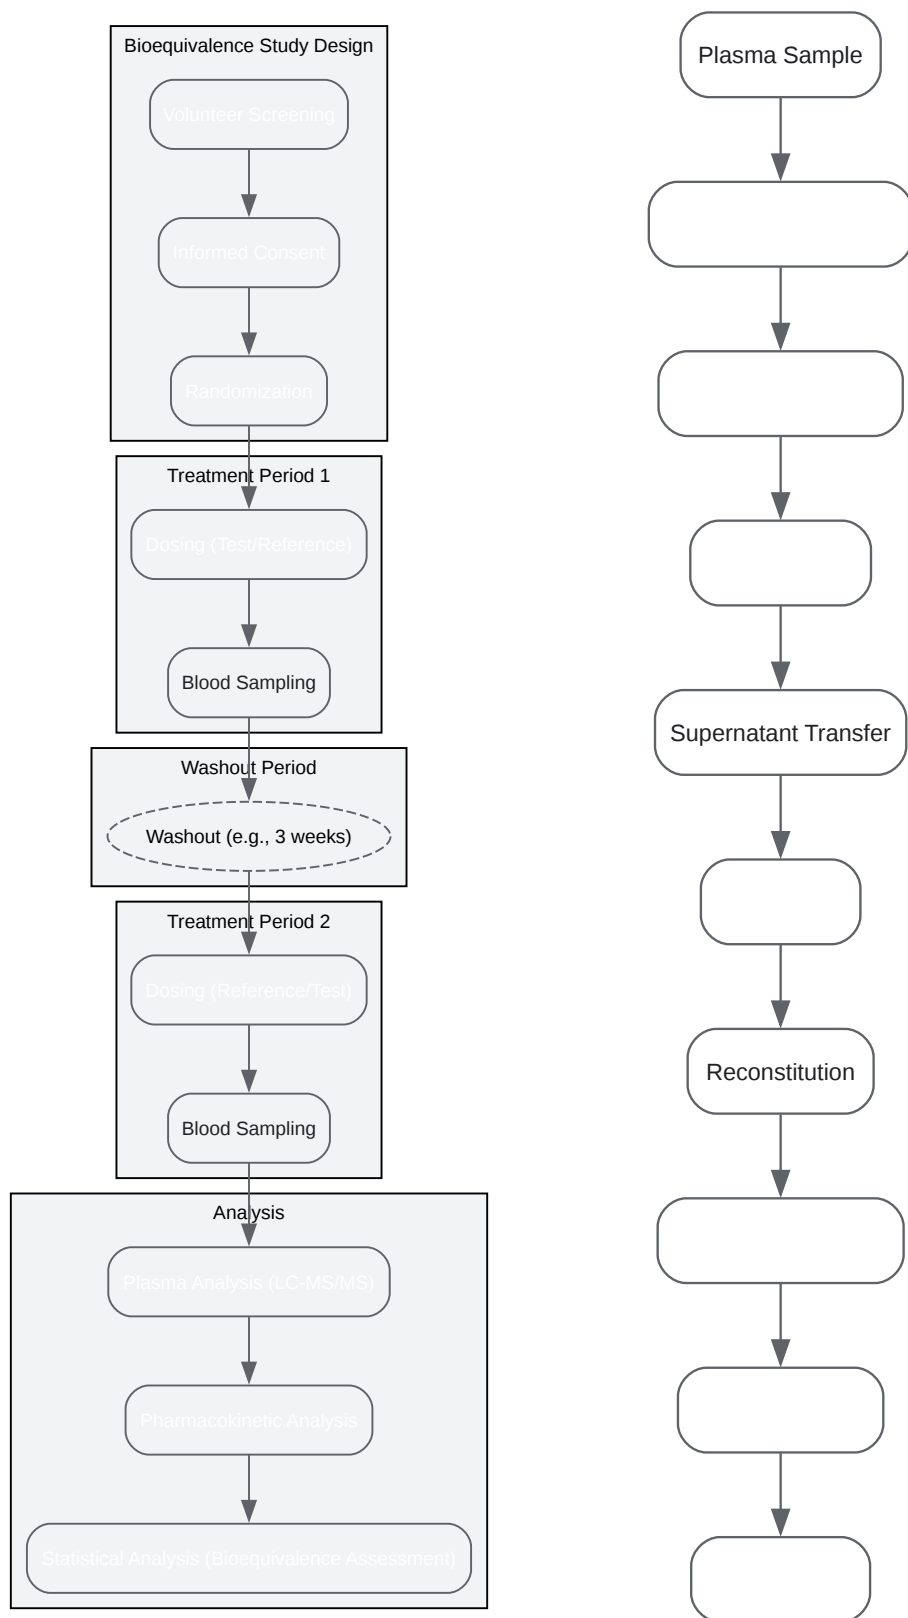 Bioequivalence Study Design
Volunteer Screening
Informed Consent
Randomization
Treatment Period 1
Dosing (Test/Reference)
Blood Sampling
Washout Period
Washout (e.g., 3 weeks)
Treatment Period 2
Dosing (Reference/Test)
Blood Sampling
Analysis
Plasma Analysis (LC-MS/MS)
Pharmacokinetic Analysis
Statistical Analysis (Bioequivalence Assessment)
Plasma Sample
Supernatant Transfer
Reconstitution